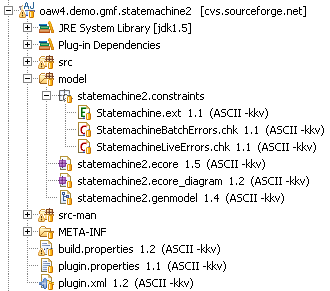 oaw4.demo.gmf.statemachine2 [cvs.sourceforge.net]
JRE System Library [jdk1.5]
Plug-in Dependencies
src
model
statemachine2.constraints
Statemachine.ext 1.1 (ASCII -kkv)
StatemachineBatchErrors.chk 1.1 (ASCII -kkv)
StatemachineLiveErrors.chk 1.1 (ASCII -kkv)
statemachine2.ecore 1.5 (ASCII -kkv)
statemachine2.ecore_diagram 1.2 (ASCII -kkv)
statemachine2.genmodel 1.4 (ASCII -kkv)
src-man
META-INF
build.properties 1.2 (ASCII -kkv)
plugin.properties 1.1 (ASCII -kkv)
plugin.xml 1.2 (ASCII -kkv)